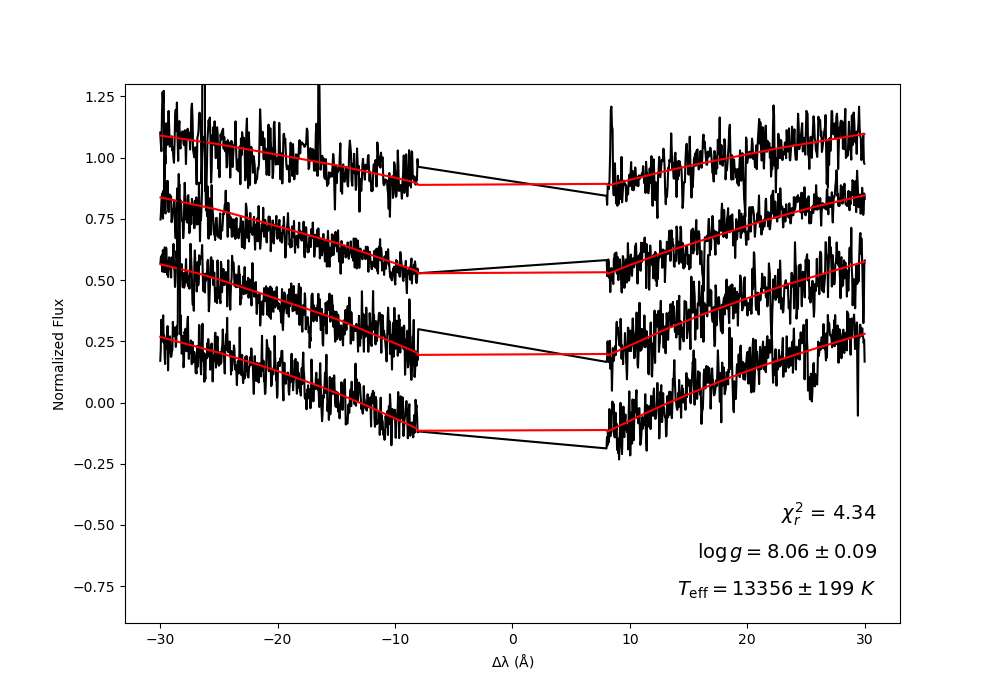 1.25
1.00
0.75
0.50
0.25
0.00
−0.25
−0.50
−0.75
Normalized Flux
χ²ᵣ = 4.34
log g = 8.06 ± 0.09
T_eff = 13356 ± 199 K
−30 −20 −10 0 10 20 30
Δλ (Å)